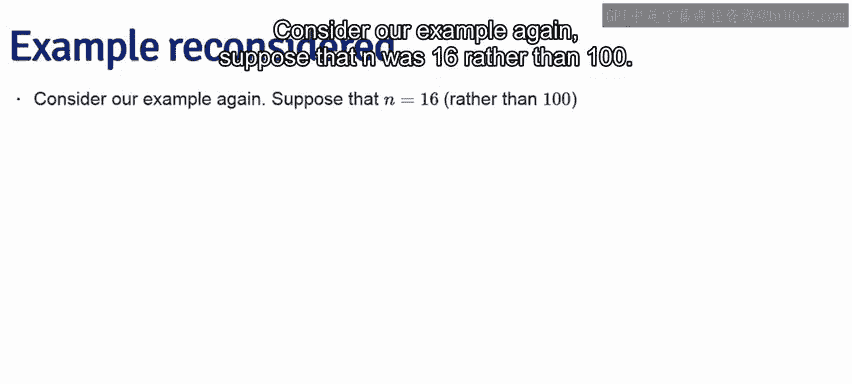 Consider our example again,
Example reconsidered
suppose that n was 16 rather than 100.
· Consider our example again. Suppose that n = 16 (rather than 100)